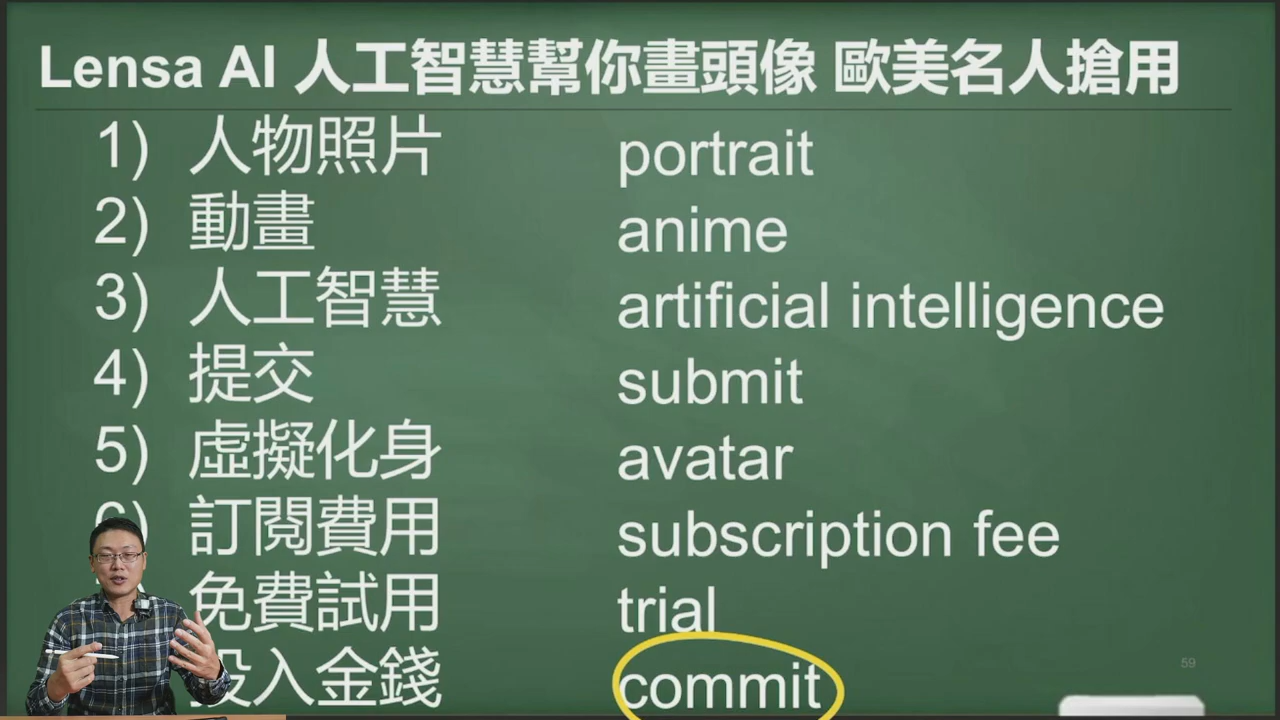 Lensa AI 人工智慧幫你畫頭像 歐美名人搶用
1) 人物照片 portrait
2) 動畫 anime
3) 人工智慧 artificial intelligence
4) 提交 submit
5) 虛擬化身 avatar
6) 訂閱費用 subscription fee
免費試用 trial
投入金錢 commit
59